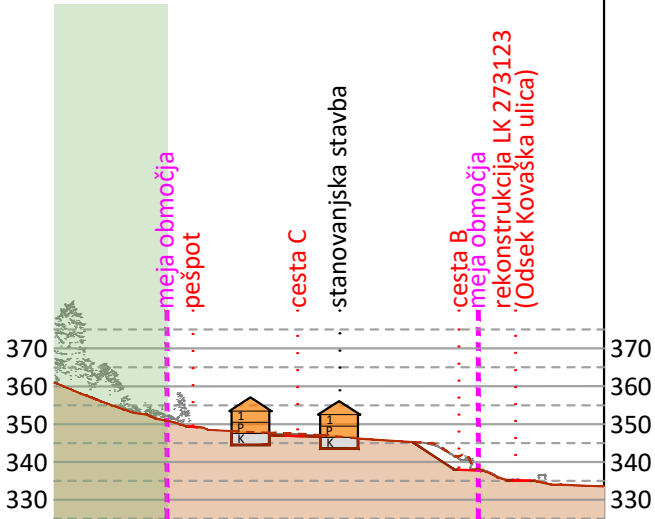 meja območja
pešpot
cesta C
stanovanjska stavba
cesta B
meja območja
rekonstrukcija LK 273123
(Odsek Kovaška ulica)
370 370
360 360
350 350
340 340
330 330
1 1
P P
K K